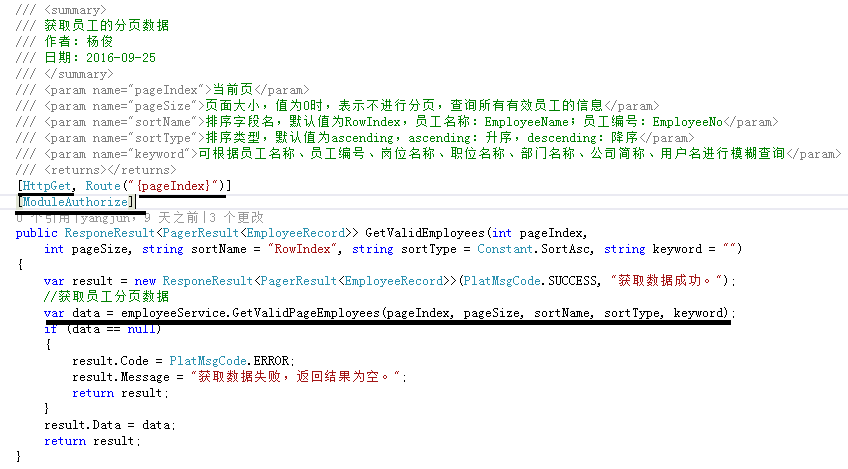 /// <summary>
/// 获取员工的分页数据
/// 作者：杨俊
/// 日期：2016-09-25
/// </summary>
/// <param name="pageIndex">当前页</param>
/// <param name="pageSize">页面大小，值为0时，表示不进行分页，查询所有有效员工的信息</param>
/// <param name="sortName">排序字段名，默认值为RowIndex，员工名称：EmployeeName；员工编号：EmployeeNo</param>
/// <param name="sortType">排序类型，默认值为ascending，ascending：升序，descending：降序</param>
/// <param name="keyword">可根据员工名称、员工编号、岗位名称、职位名称、部门名称、公司简称、用户名进行模糊查询</param>
/// <returns></returns>
[HttpGet, Route("{pageIndex}")]
[ModuleAuthorize]
0 个引用|yangjun，9 天之前|3 个更改
public ResponeResult<PagerResult<EmployeeRecord>> GetValidEmployees(int pageIndex,
int pageSize, string sortName = "RowIndex", string sortType = Constant.SortAsc, string keyword = "")
{
var result = new ResponeResult<PagerResult<EmployeeRecord>>(PlatMsgCode.SUCCESS, "获取数据成功。");
//获取员工分页数据
var data = employeeService.GetValidPageEmployees(pageIndex, pageSize, sortName, sortType, keyword);
if (data == null)
{
result.Code = PlatMsgCode.ERROR;
result.Message = "获取数据失败，返回结果为空。";
return result;
}
result.Data = data;
return result;
}